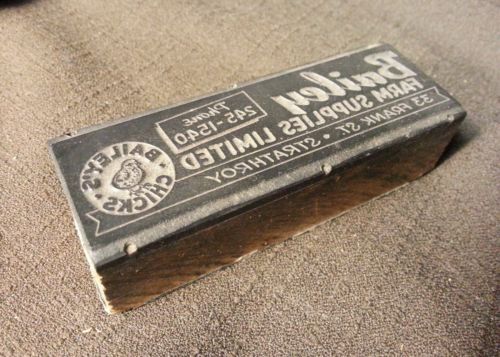 Bailey
FARM SUPPLIES LIMITED
33 FRANK ST. · STRATHROY
Phone
245-1540
BAILEY'S
CHICKS